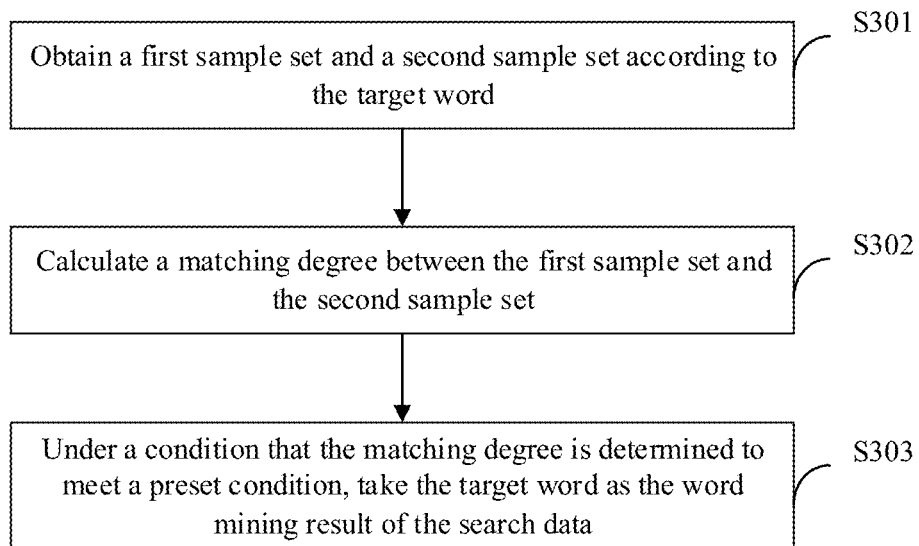 S301
Obtain a first sample set and a second sample set according to
the target word
S302
Calculate a matching degree between the first sample set and
the second sample set
S303
Under a condition that the matching degree is determined to
meet a preset condition, take the target word as the word
mining result of the search data